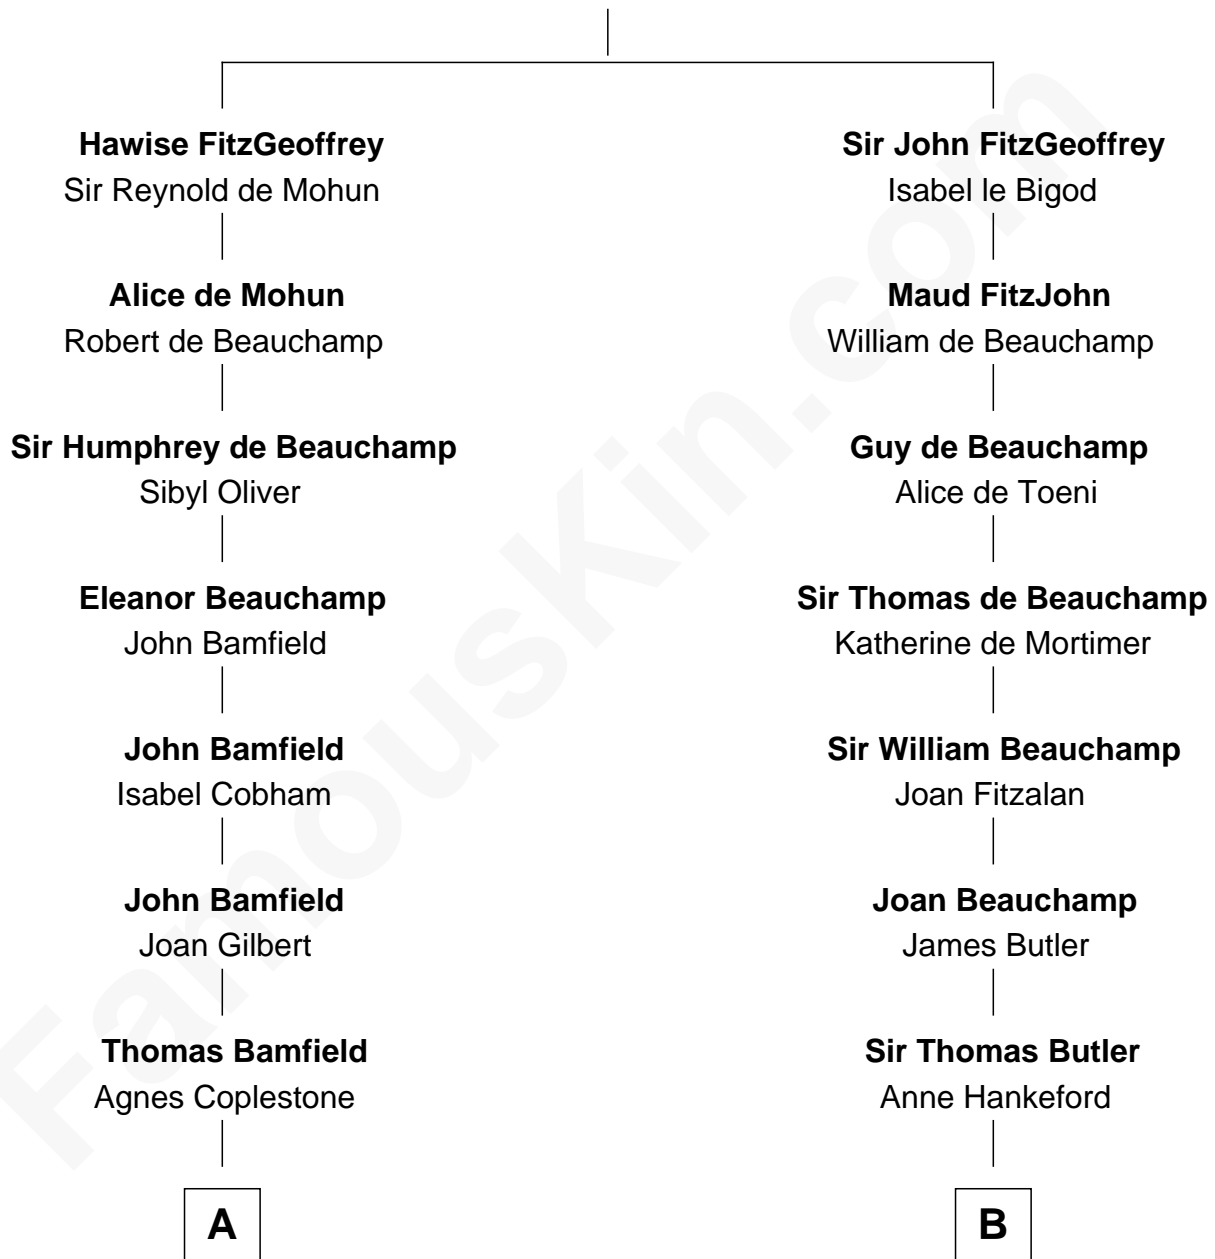 Hawise FitzGeoffrey
Sir Reynold de Mohun
Alice de Mohun
Robert de Beauchamp
Sir Humphrey de Beauchamp
Sibyl Oliver
Eleanor Beauchamp
John Bamfield
John Bamfield
Isabel Cobham
John Bamfield
Joan Gilbert
Thomas Bamfield
Agnes Coplestone
A
Sir John FitzGeoffrey
Isabel le Bigod
Maud FitzJohn
William de Beauchamp
Guy de Beauchamp
Alice de Toeni
Sir Thomas de Beauchamp
Katherine de Mortimer
Sir William Beauchamp
Joan Fitzalan
Joan Beauchamp
James Butler
Sir Thomas Butler
Anne Hankeford
B
FamousKin.com